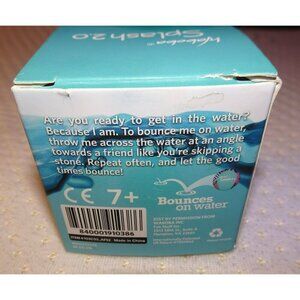 Waboba®
Splash 2.0
Are you ready to get in the water?
Because I am. To bounce me on water,
throw me across the water at an angle
towards a friend like you're skipping a
stone. Repeat often, and let the good
times bounce!
CE 7+
Bounces
on water
840001910386
Made in China